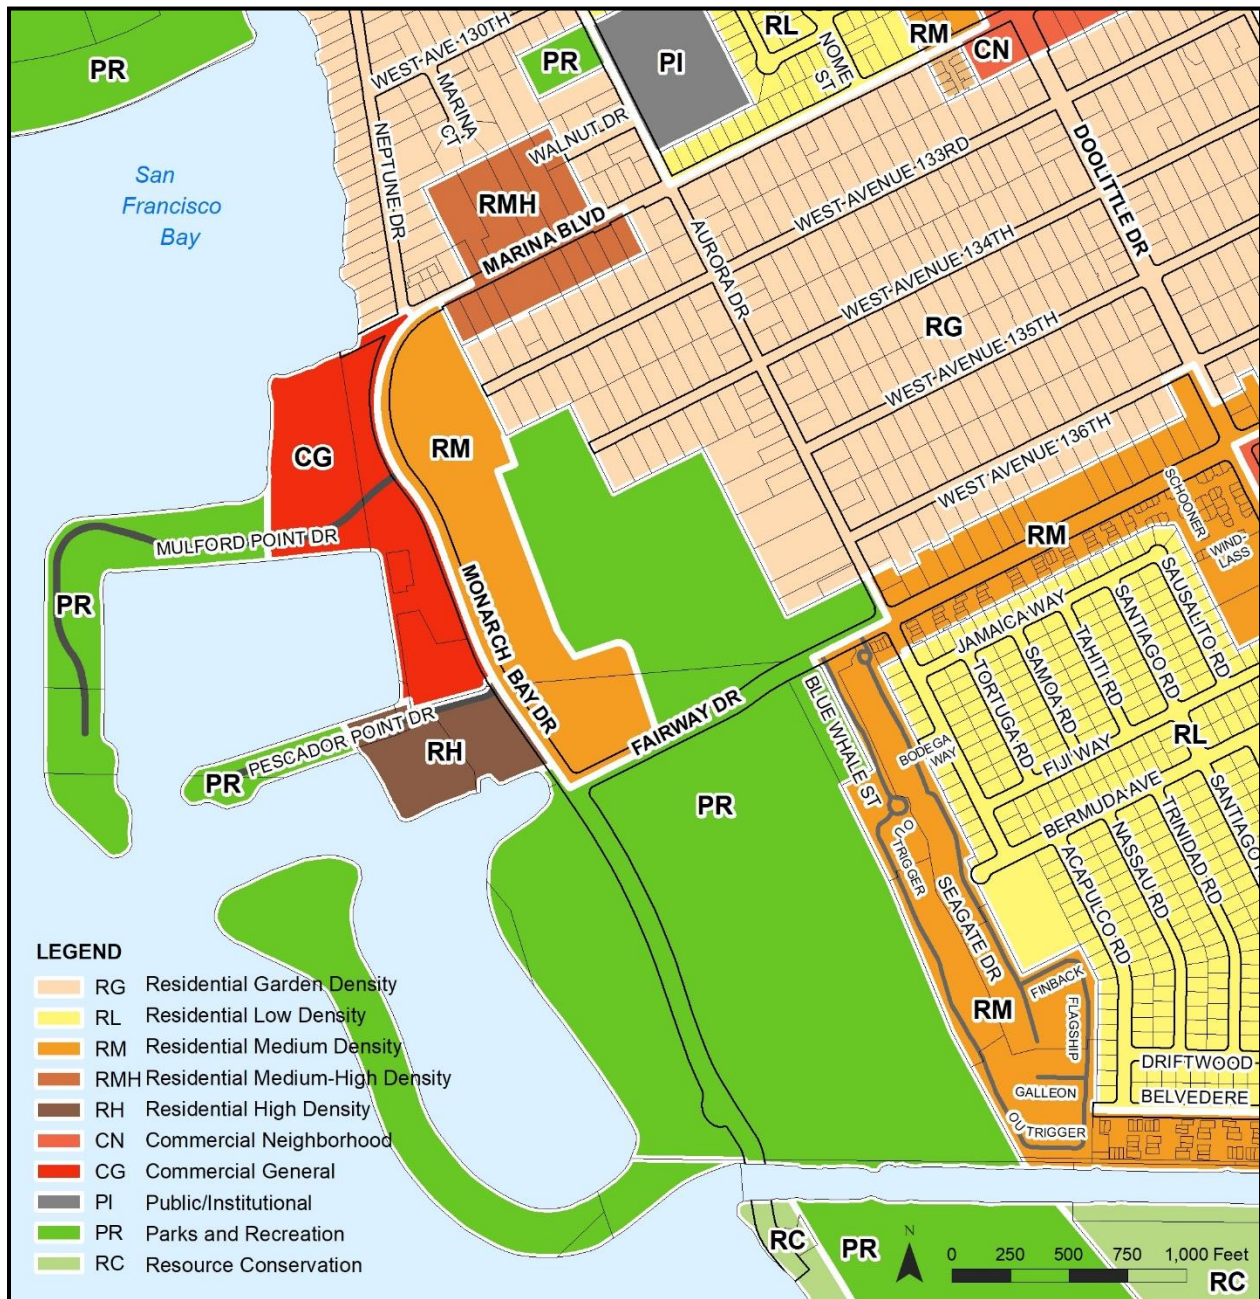 PR
WEST AVE 130TH
MARINA CT
PR
PI
RL
NOME ST
RM
CN
NEPTUNE DR
WALNUT DR
San
Francisco
Bay
RMH
MARINA BLVD
AURORA DR
WEST AVENUE 133RD
DOOLITTLE DR
WEST AVENUE 134TH
RG
WEST AVENUE 135TH
WEST AVENUE 136TH
CG
RM
MULFORD POINT DR
PR
MONARCH BAY DR
RM
SCHOONER
WIND-
LASS
JAMAICA WAY
SAUSALITO RD
SANTIAGO RD
TAHITI RD
SAMOA RD
TORTUGA RD
FIJI WAY
RL
FAIRWAY DR
BLUE WHALE ST
BODEGA
WAY
BERMUDA AVE
PESCADOR POINT DR
PR
RH
PR
OUTRIGGER
SEAGATE DR
ACAPULCO RD
NASSAU RD
TRINIDAD RD
SANTIAGO
RM
FINBACK
FLAGSHIP
GALLEON
OUTRIGGER
DRIFTWOOD
BELVEDERE
LEGEND
RG Residential Garden Density
RL Residential Low Density
RM Residential Medium Density
RMH Residential Medium-High Density
RH Residential High Density
CN Commercial Neighborhood
CG Commercial General
PI Public/Institutional
PR Parks and Recreation
RC Resource Conservation
RC
PR
N
0 250 500 750 1,000 Feet
RC